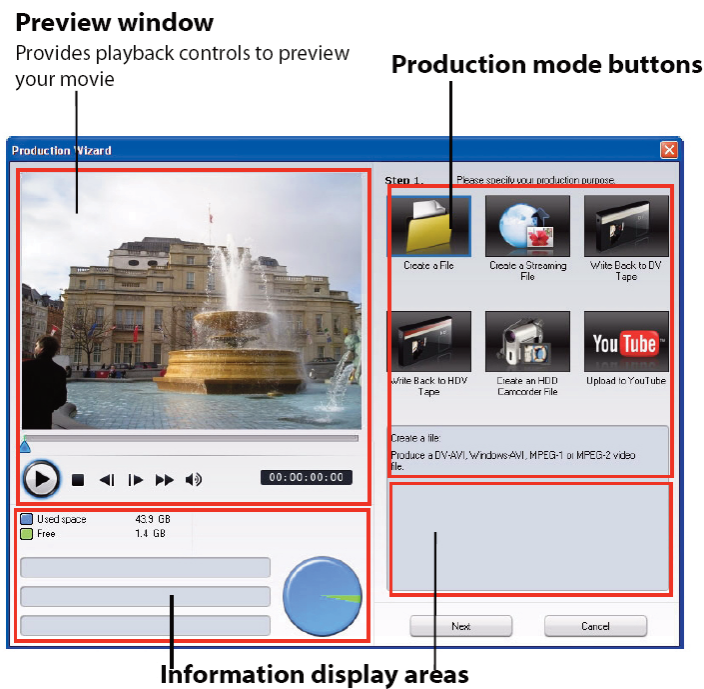 Preview window
Provides playback controls to preview
your movie
Production mode buttons
Production Wizard
Step 1.
Please specify your production purpose.
Create a File
Create a Streaming
File
Write Back to DV
Tape
Write Back to HDV
Tape
Create an HDD
Camcorder File
You Tube™
Upload to YouTube
Create a file:
Produce a DV-AVI, Windows-AVI, MPEG-1 or MPEG-2 video
file.
00:00:00:00
Used space 43.9 GB
Free 1.4 GB
Next
Cancel
Information display areas